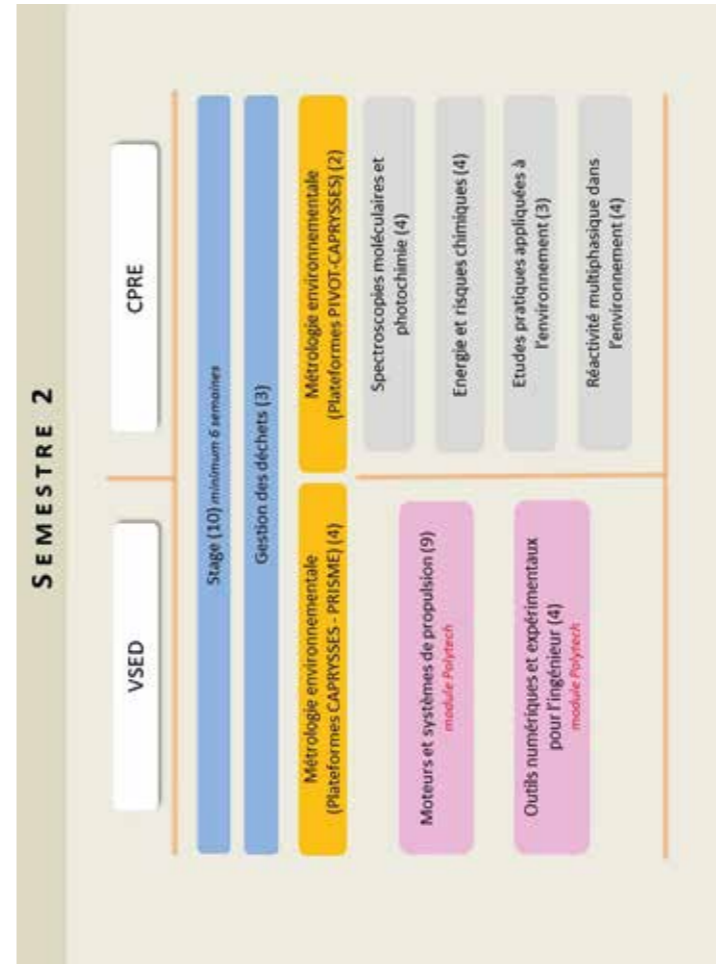 SEMESTRE 2
VSED
CPRE
Stage (10) minimum 6 semaines
Gestion des déchets (3)
Métrologie environnementale
(Plateformes CAPRYSSES - PRISME) (4)
Métrologie environnementale
(Plateformes PIVOT-CAPRYSSES) (2)
Moteurs et systèmes de propulsion (9)
module Polytech
Outils numériques et expérimentaux
pour l'ingénieur (4)
module Polytech
Spectroscopies moléculaires et
photochimie (4)
Energie et risques chimiques (4)
Etudes pratiques appliquées à
l'environnement (3)
Réactivité multiphasique dans
l'environnement (4)